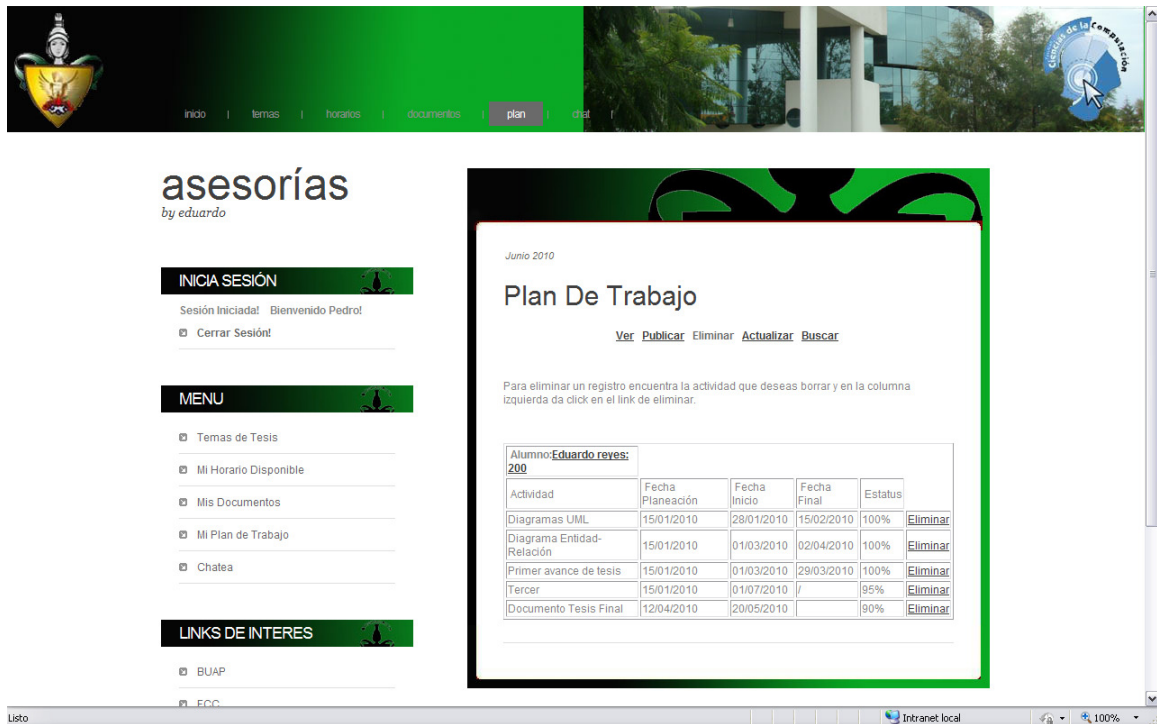 Ciencias de la Computación
inicio | temas | horarios | documentos | plan | chat |
asesorías
by eduardo
INICIA SESIÓN
Sesión Iniciada! Bienvenido Pedro!
Cerrar Sesión!
MENU
Temas de Tesis
Mi Horario Disponible
Mis Documentos
Mi Plan de Trabajo
Chatea
LINKS DE INTERES
BUAP
FCC
Junio 2010
Plan De Trabajo
Ver Publicar Eliminar Actualizar Buscar
Para eliminar un registro encuentra la actividad que deseas borrar y en la columna
izquierda da click en el link de eliminar.
Alumno:Eduardo reyes:
200
Actividad Fecha Planeación Fecha Inicio Fecha Final Estatus
Diagramas UML 15/01/2010 28/01/2010 15/02/2010 100% Eliminar
Diagrama Entidad-
Relación 15/01/2010 01/03/2010 02/04/2010 100% Eliminar
Primer avance de tesis 15/01/2010 01/03/2010 29/03/2010 100% Eliminar
Tercer 15/01/2010 01/07/2010 / 95% Eliminar
Documento Tesis Final 12/04/2010 20/05/2010 90% Eliminar
Listo Intranet local 100%